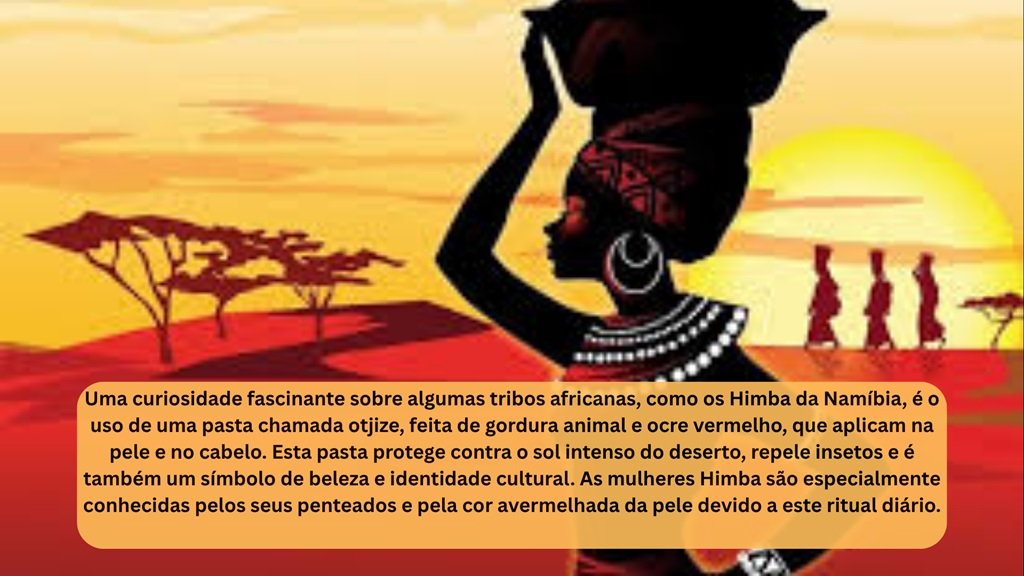 Uma curiosidade fascinante sobre algumas tribos africanas, como os Himba da Namíbia, é o
uso de uma pasta chamada otjize, feita de gordura animal e ocre vermelho, que aplicam na
pele e no cabelo. Esta pasta protege contra o sol intenso do deserto, repele insetos e é
também um símbolo de beleza e identidade cultural. As mulheres Himba são especialmente
conhecidas pelos seus penteados e pela cor avermelhada da pele devido a este ritual diário.